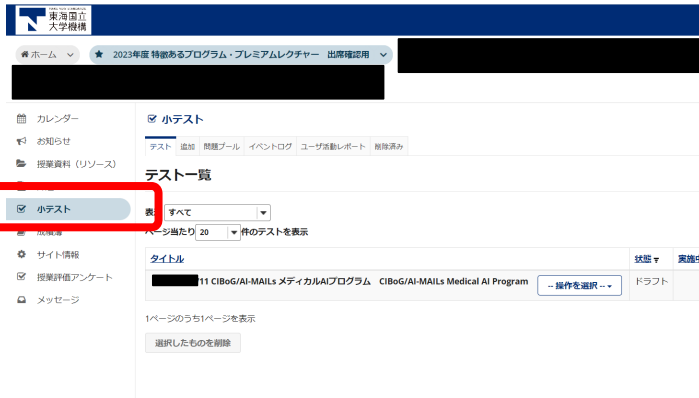 東海国立
大学機構
ホーム
2023年度 特徴あるプログラム・プレミアムレクチャー 出席確認用
カレンダー
お知らせ
授業資料（リソース）
小テスト
サイト情報
授業評価アンケート
メッセージ
小テスト
テスト 追加 問題プール イベントログ ユーザ活動レポート 削除済み
テスト一覧
すべて
ページ当たり 20 件のテストを表示
タイトル 状態
/11 CIBoG/AI-MAILs メディカルAIプログラム CIBoG/AI-MAILs Medical AI Program -- 操作を選択 -- ドラフト
1ページのうち1ページを表示
選択したものを削除